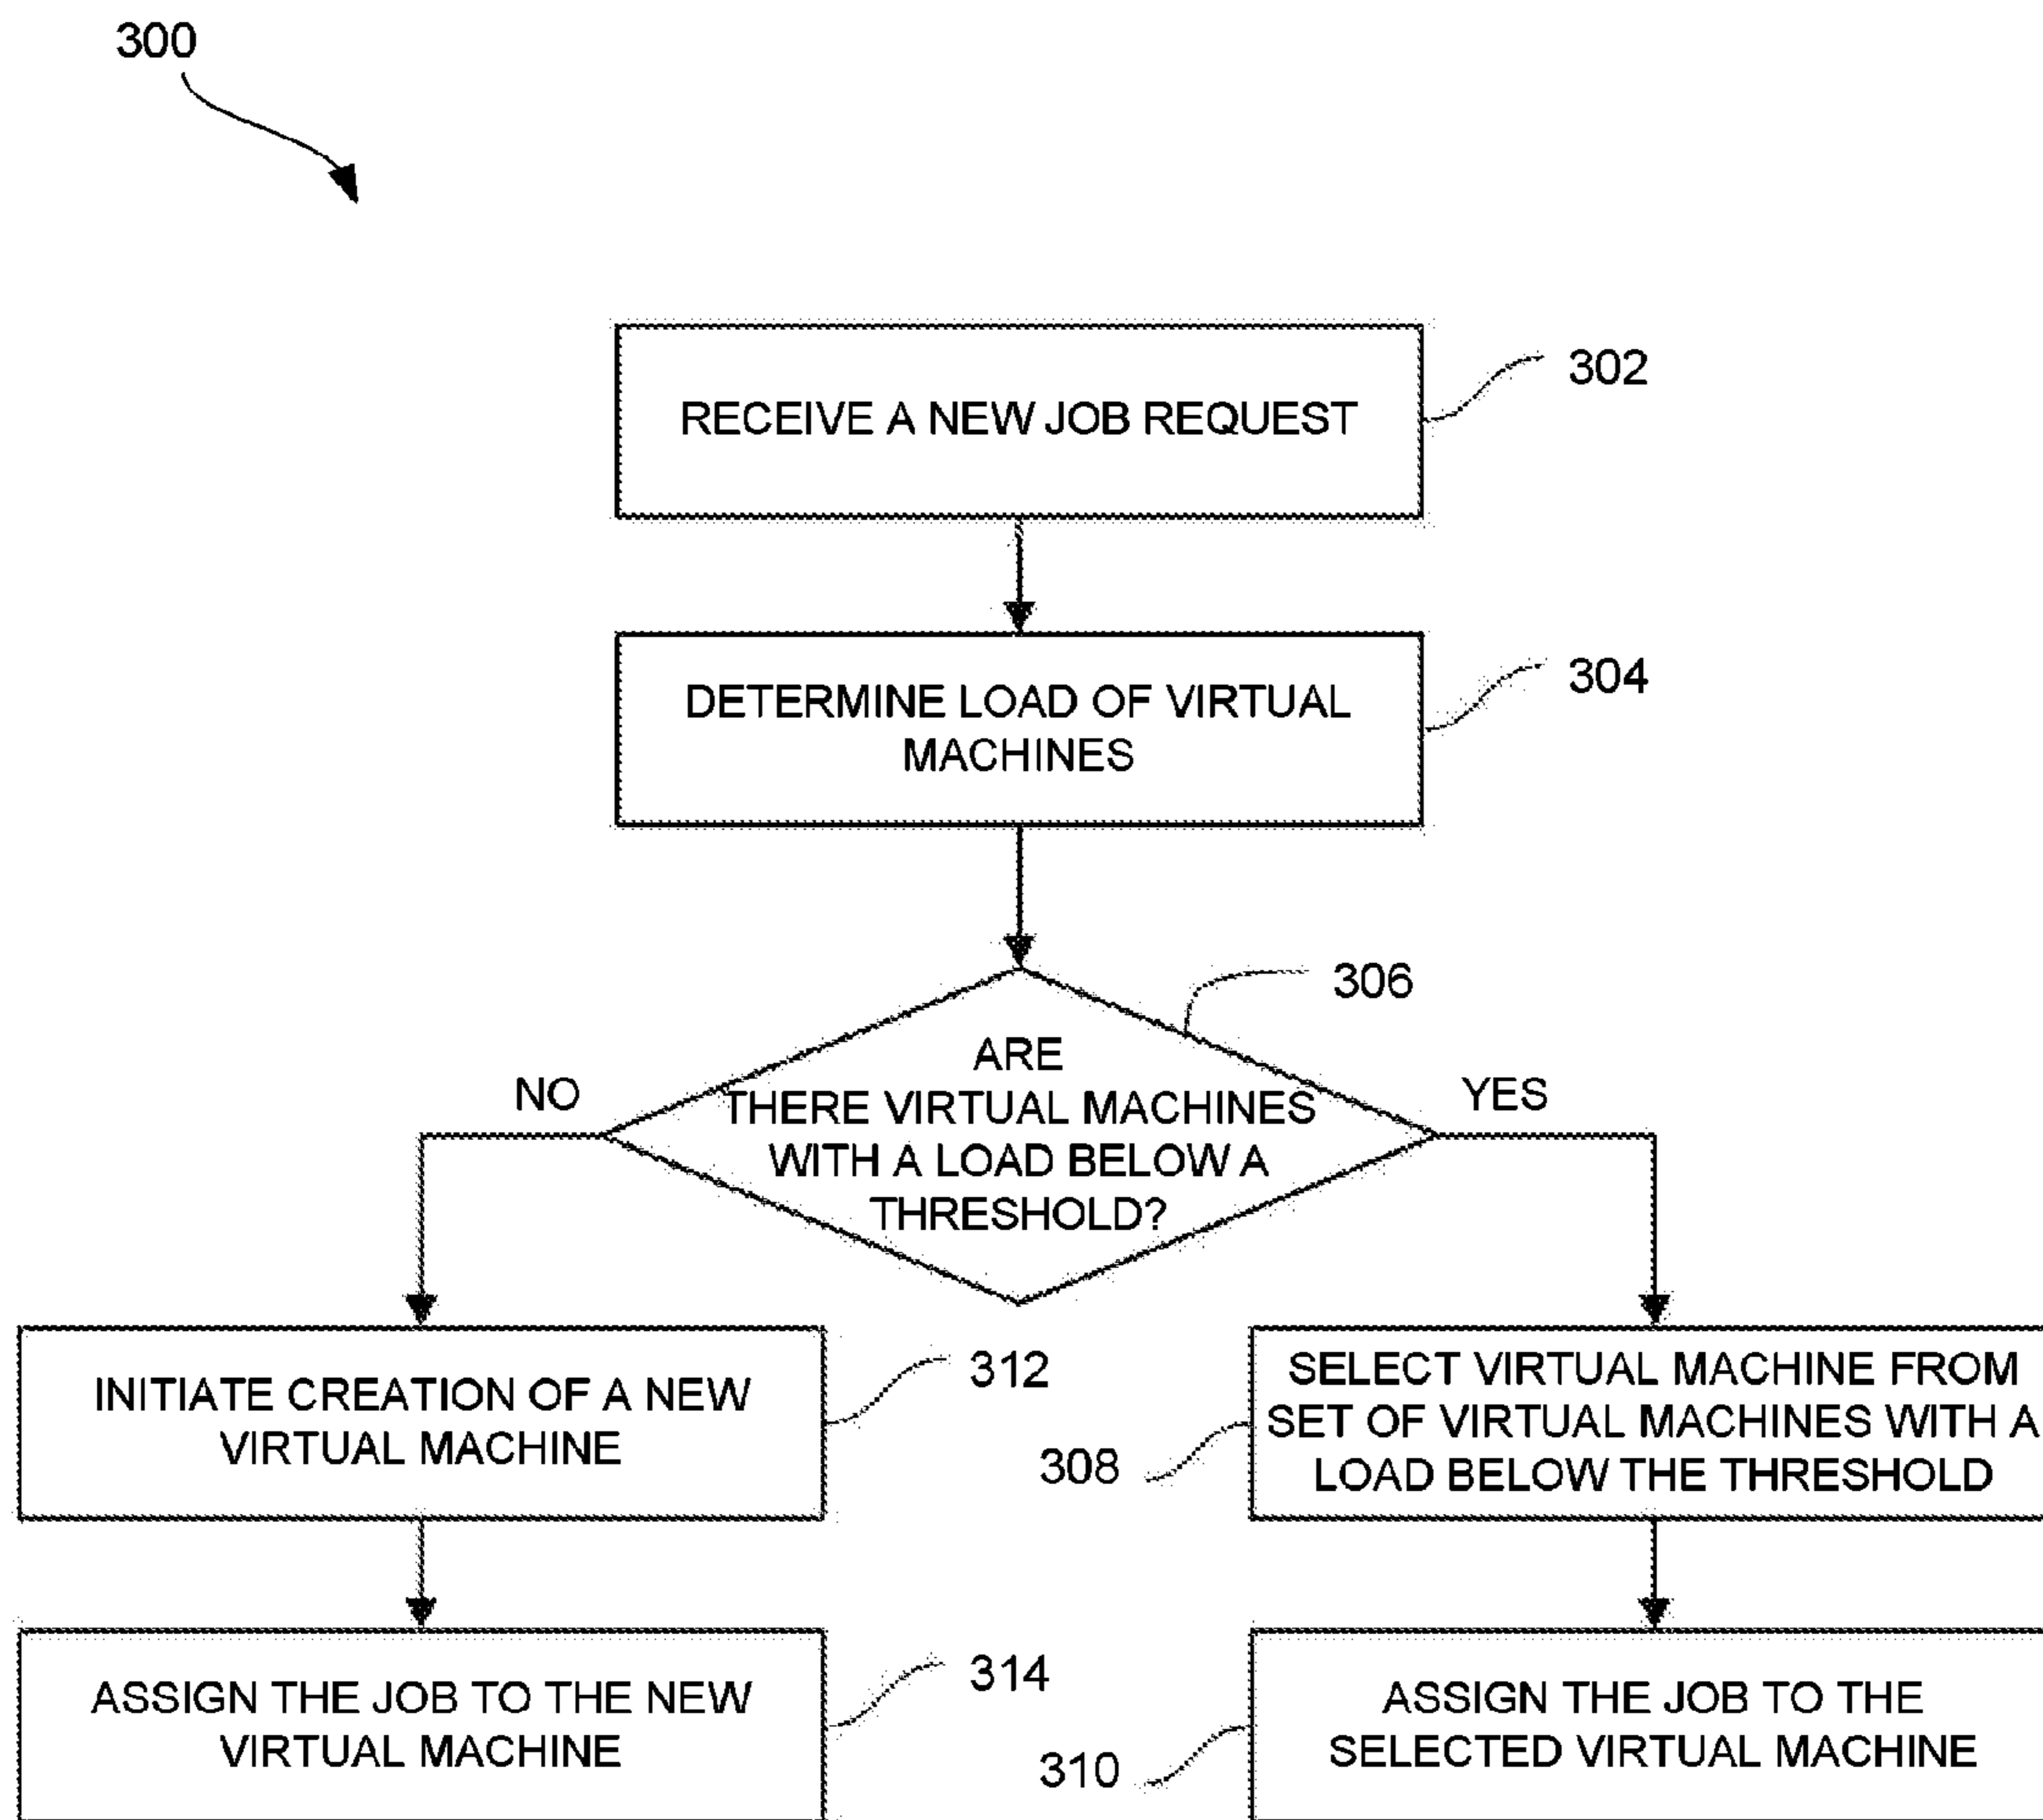 300
RECEIVE A NEW JOB REQUEST
302
DETERMINE LOAD OF VIRTUAL
MACHINES
304
306
ARE
THERE VIRTUAL MACHINES
WITH A LOAD BELOW A
THRESHOLD?
NO
YES
INITIATE CREATION OF A NEW
VIRTUAL MACHINE
312
308
SELECT VIRTUAL MACHINE FROM
SET OF VIRTUAL MACHINES WITH A
LOAD BELOW THE THRESHOLD
ASSIGN THE JOB TO THE NEW
VIRTUAL MACHINE
314
310
ASSIGN THE JOB TO THE
SELECTED VIRTUAL MACHINE